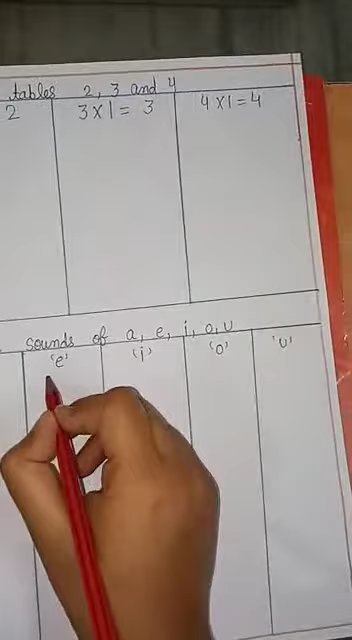 tables 2, 3 and 4
2 3×1 = 3 4×1=4
sounds of a, e, i, o, u
'e' 'i' 'o' 'u'